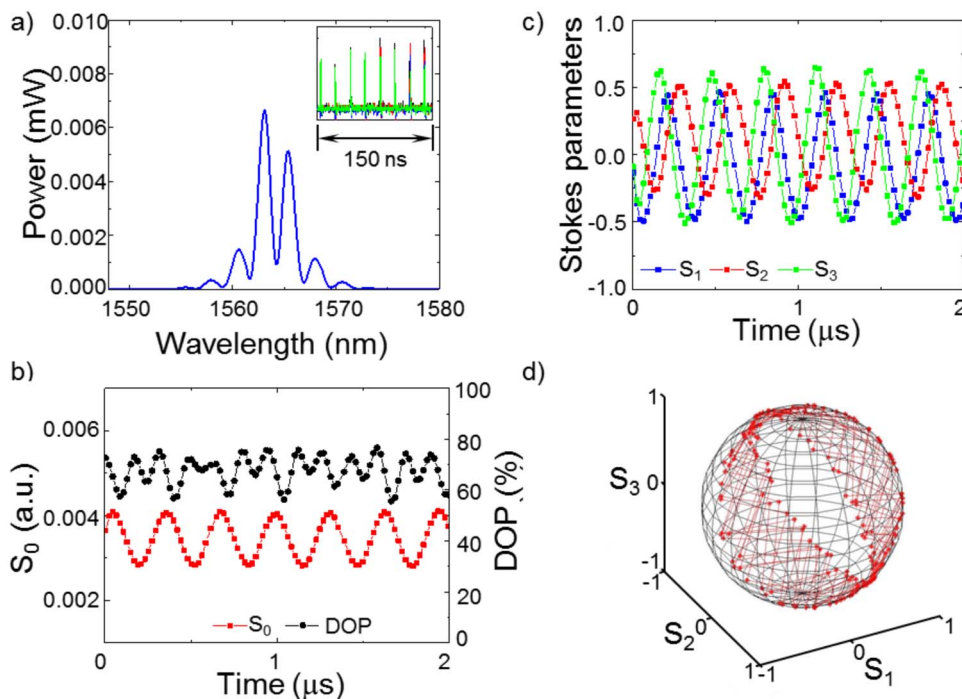 a)
Power (mW)
0.010
0.008
0.006
0.004
0.002
0.000
150 ns
1550 1560 1570 1580
Wavelength (nm)
b)
S₀ (a.u.)
0.006
0.004
0.002
100
80
60
40
20
0
DOP (%)
S₀ DOP
0 1 2
Time (μs)
c)
Stokes parameters
1.0
0.5
0.0
-0.5
-1.0
S₁ S₂ S₃
0 1 2
Time (μs)
d)
1
S₃ 0
-1
-1
S₂ 0
1 -1
0
S₁
1